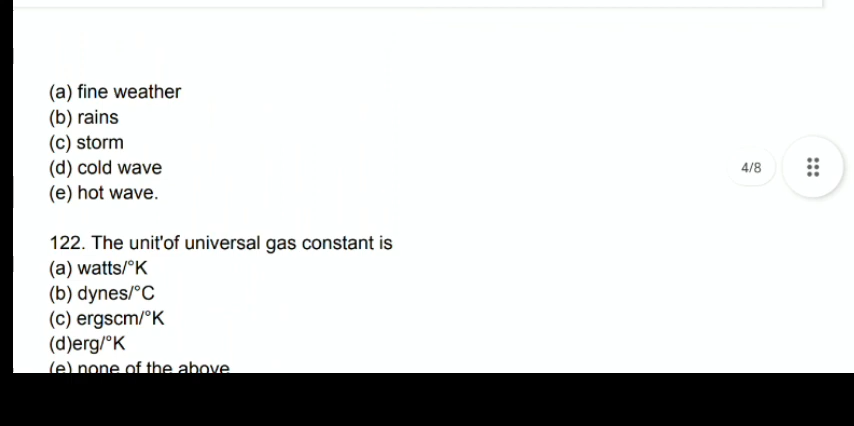 (a) fine weather
(b) rains
(c) storm
(d) cold wave
(e) hot wave.
4/8
122. The unit'of universal gas constant is
(a) watts/°K
(b) dynes/°C
(c) ergscm/°K
(d)erg/°K
(e) none of the above